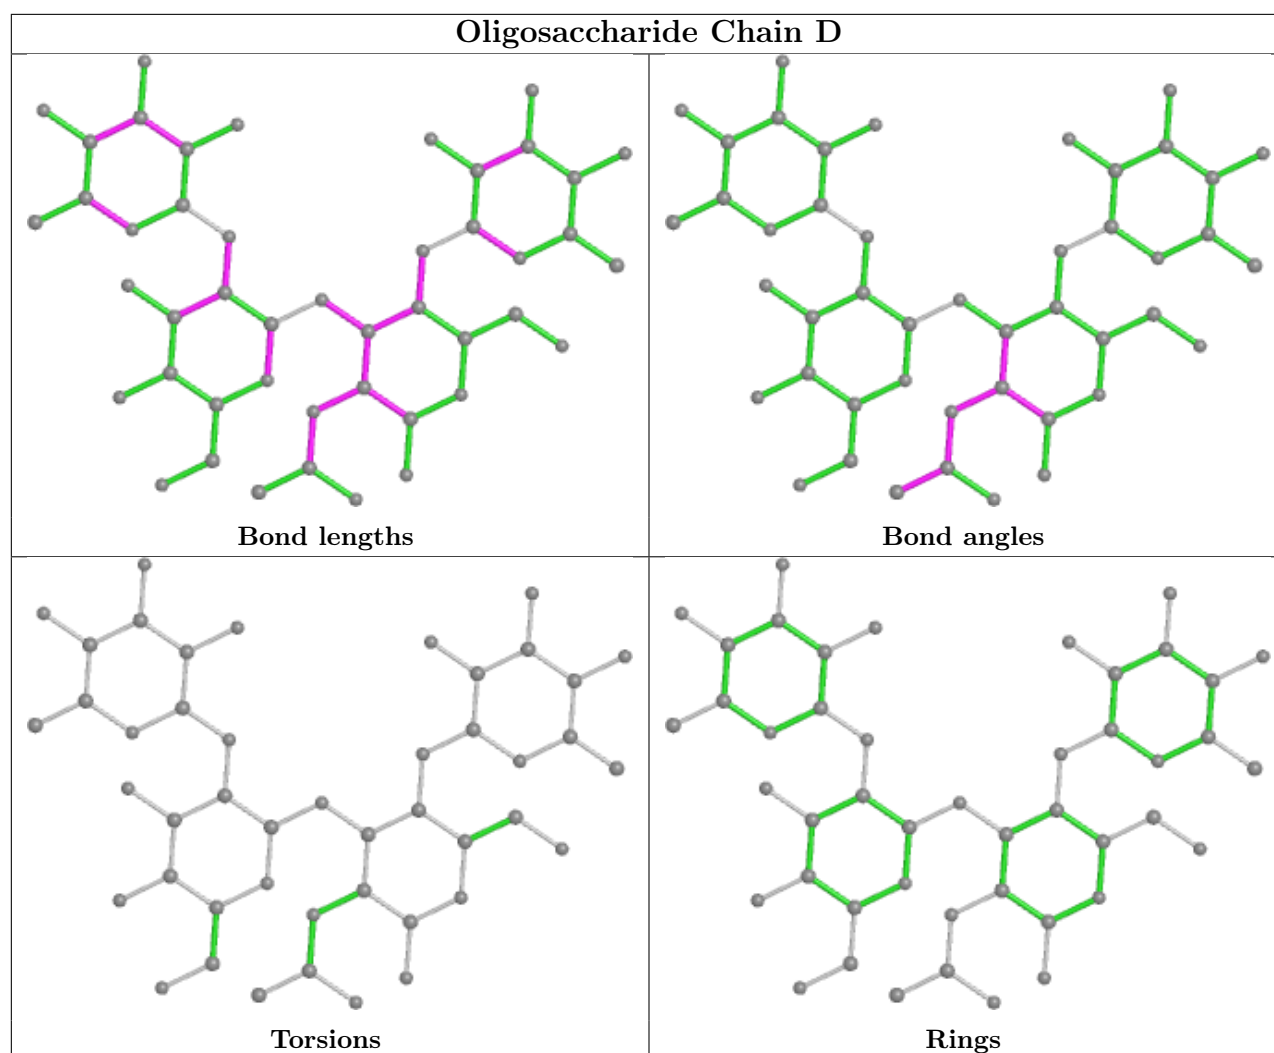 Oligosaccharide Chain D
Bond lengths
Bond angles
Torsions
Rings